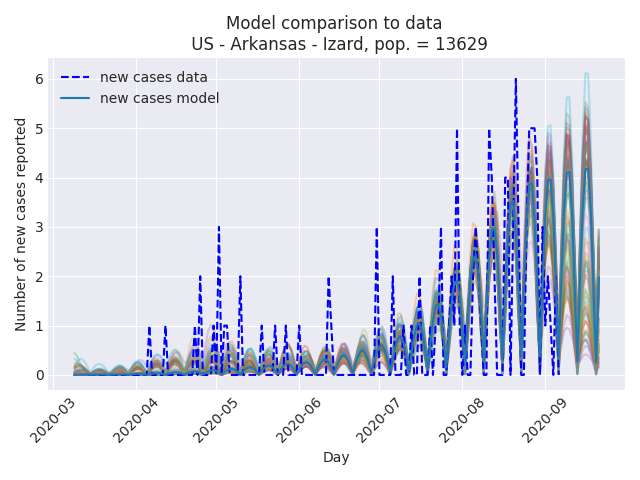 Model comparison to data
US - Arkansas - Izard, pop. = 13629
new cases data
new cases model
Number of new cases reported
6
5
4
3
2
1
0
2020-03
2020-04
2020-05
2020-06
2020-07
2020-08
2020-09
Day